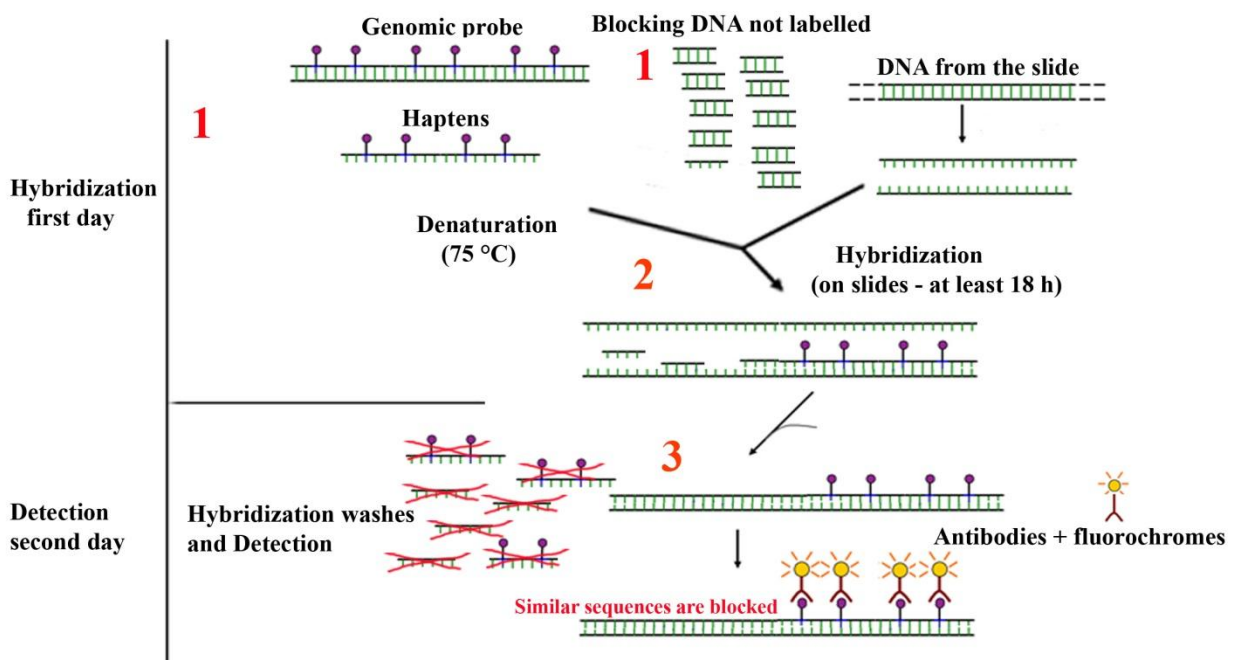 Genomic probe
Blocking DNA not labelled
1
1
DNA from the slide
Haptens
Hybridization
first day
Denaturation
(75 °C)
2
Hybridization
(on slides - at least 18 h)
3
Detection
second day
Hybridization washes
and Detection
Antibodies + fluorochromes
Similar sequences are blocked